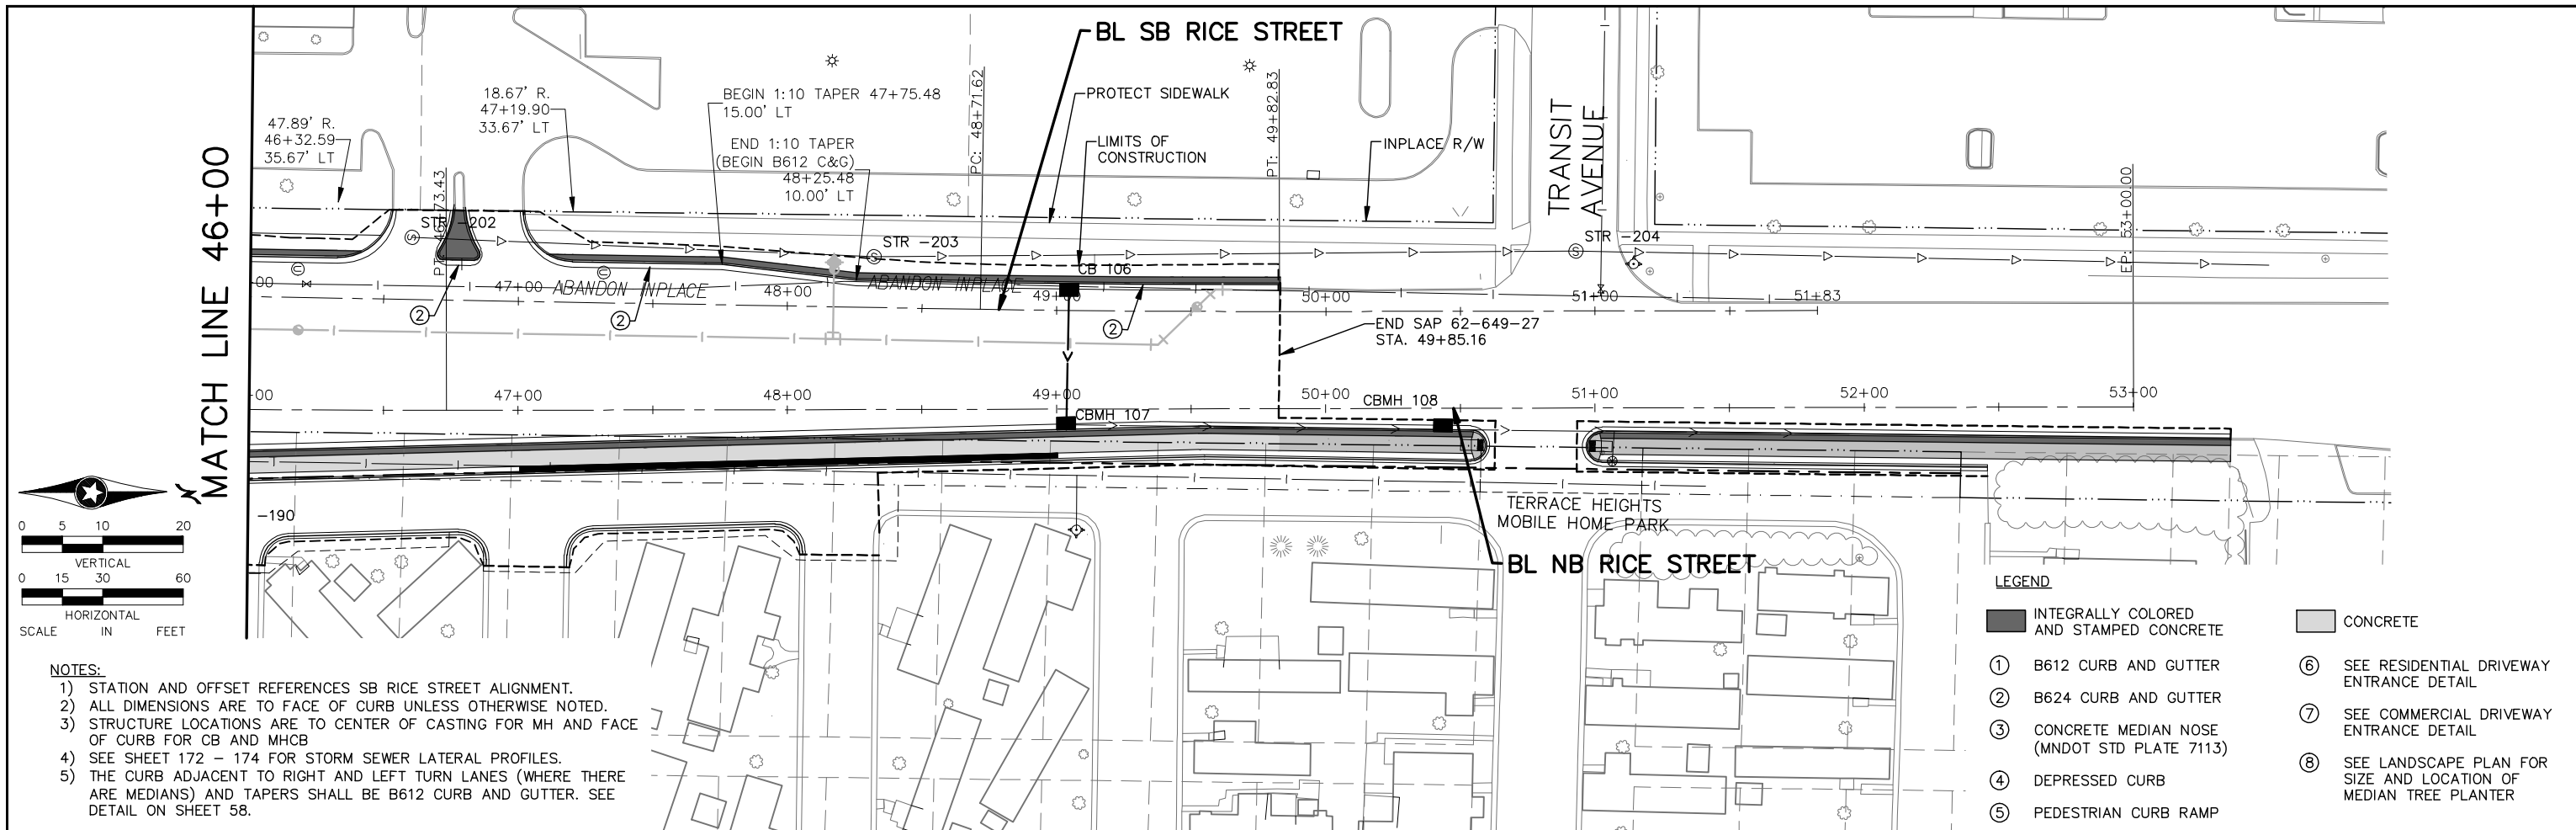 BL SB RICE STREET
18.67' R.
47+19.90
33.67' LT
47.89' R.
46+32.59
35.67' LT
BEGIN 1:10 TAPER 47+75.48
15.00' LT
END 1:10 TAPER
(BEGIN B612 C&G)
48+25.48
10.00' LT
PC: 48+71.62
PROTECT SIDEWALK
LIMITS OF
CONSTRUCTION
PT: 49+82.83
INPLACE R/W
TRANSIT
AVENUE
EP: 53+00.00
MATCH LINE 46+00
STR -202
STR -203
STR -204
CB 106
00
47+00
ABANDON INPLACE
48+00
ABANDON INPLACE
49+00
50+00
51+00
51+83
2
2
2
END SAP 62-649-27
STA. 49+85.16
00
47+00
48+00
49+00
50+00
51+00
52+00
53+00
CBMH 107
CBMH 108
-190
TERRACE HEIGHTS
MOBILE HOME PARK
BL NB RICE STREET
0 5 10 20
VERTICAL
0 15 30 60
HORIZONTAL
SCALE IN FEET
NOTES:
1) STATION AND OFFSET REFERENCES SB RICE STREET ALIGNMENT.
2) ALL DIMENSIONS ARE TO FACE OF CURB UNLESS OTHERWISE NOTED.
3) STRUCTURE LOCATIONS ARE TO CENTER OF CASTING FOR MH AND FACE
OF CURB FOR CB AND MHCB
4) SEE SHEET 172 - 174 FOR STORM SEWER LATERAL PROFILES.
5) THE CURB ADJACENT TO RIGHT AND LEFT TURN LANES (WHERE THERE
ARE MEDIANS) AND TAPERS SHALL BE B612 CURB AND GUTTER. SEE
DETAIL ON SHEET 58.
LEGEND
INTEGRALLY COLORED
AND STAMPED CONCRETE
1 B612 CURB AND GUTTER
2 B624 CURB AND GUTTER
3 CONCRETE MEDIAN NOSE
(MNDOT STD PLATE 7113)
4 DEPRESSED CURB
5 PEDESTRIAN CURB RAMP
CONCRETE
6 SEE RESIDENTIAL DRIVEWAY
ENTRANCE DETAIL
7 SEE COMMERCIAL DRIVEWAY
ENTRANCE DETAIL
8 SEE LANDSCAPE PLAN FOR
SIZE AND LOCATION OF
MEDIAN TREE PLANTER